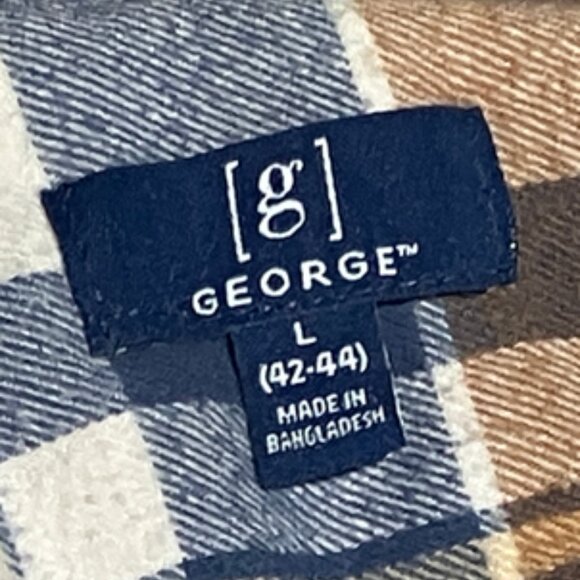 [g]
GEORGE™
L
(42-44)
MADE IN
BANGLADESH